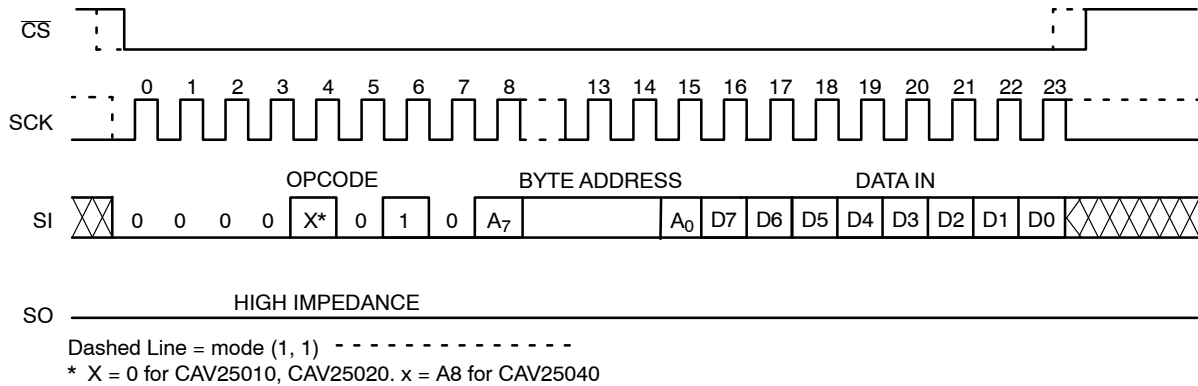 CS
0 1 2 3 4 5 6 7 8 13 14 15 16 17 18 19 20 21 22 23
SCK
OPCODE BYTE ADDRESS DATA IN
SI 0 0 0 0 X* 0 1 0 A7 A0 D7 D6 D5 D4 D3 D2 D1 D0
HIGH IMPEDANCE
SO
Dashed Line = mode (1, 1)
* X = 0 for CAV25010, CAV25020. x = A8 for CAV25040